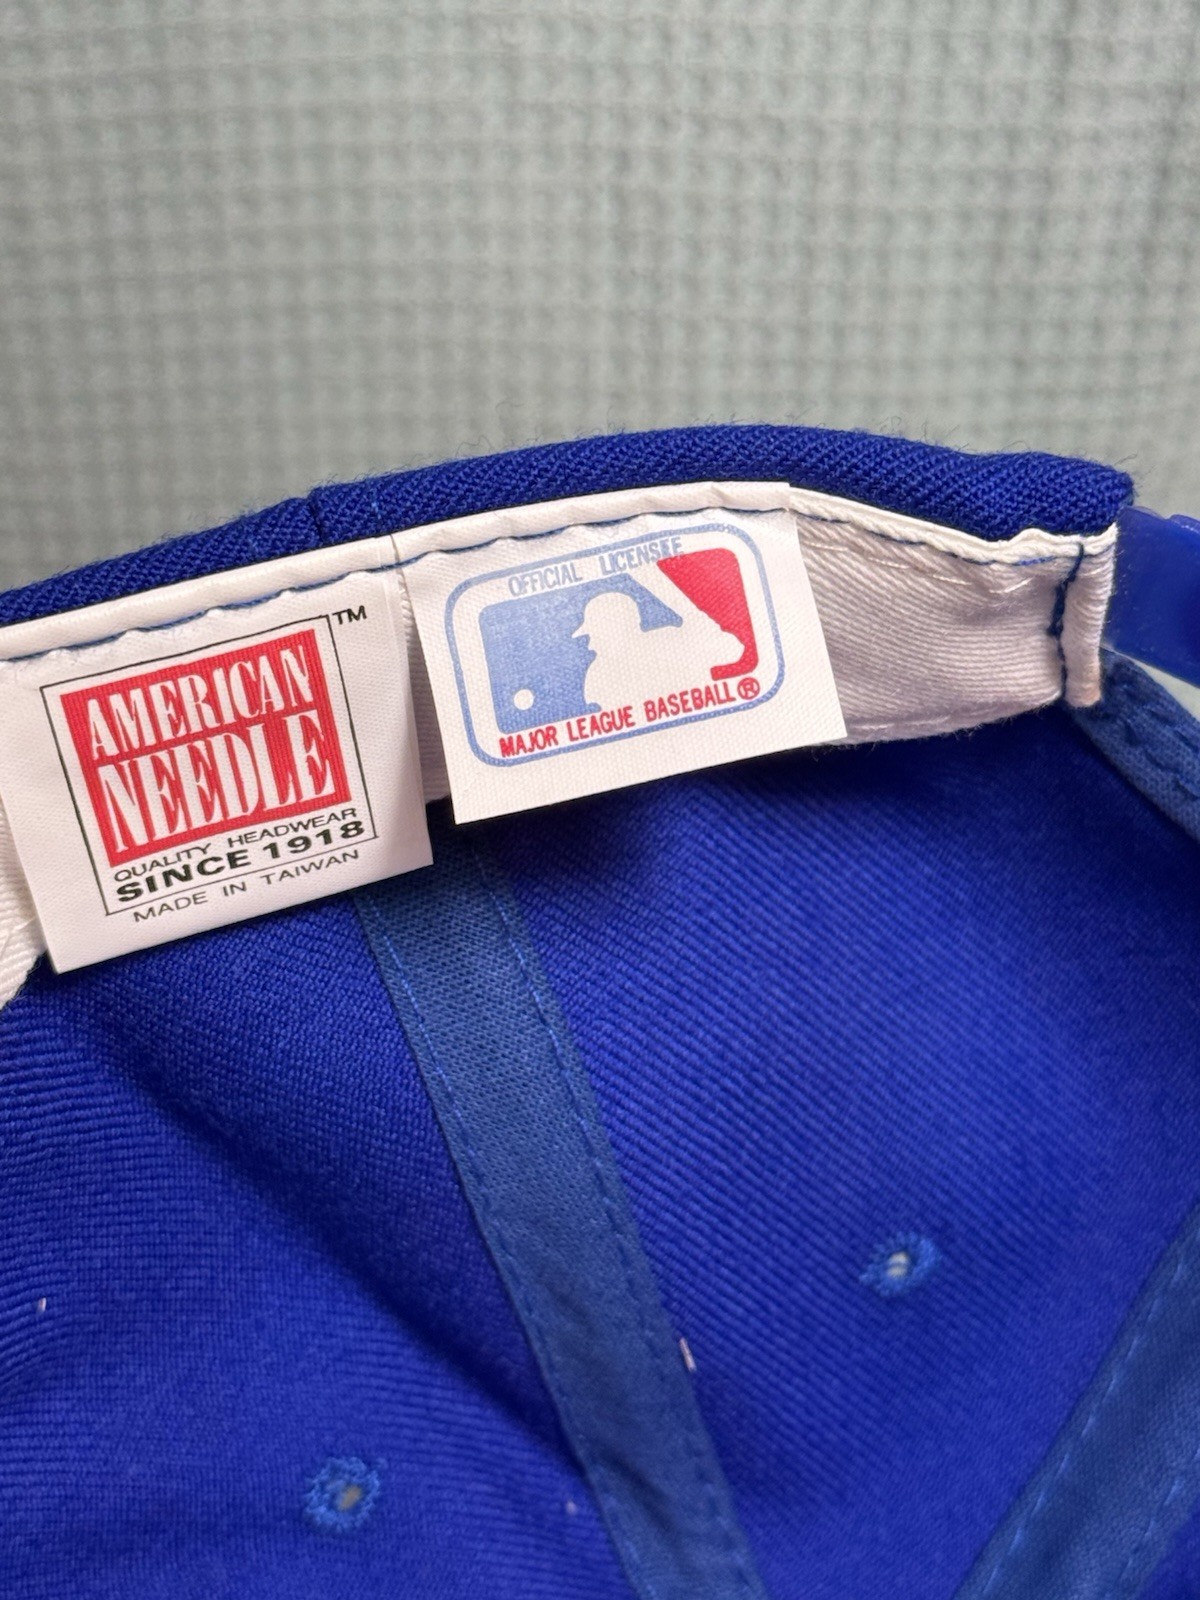 AMERICAN
NEEDLE
TM
QUALITY HEADWEAR
SINCE 1918
MADE IN TAIWAN
OFFICIAL LICENSEE
MAJOR LEAGUE BASEBALL®